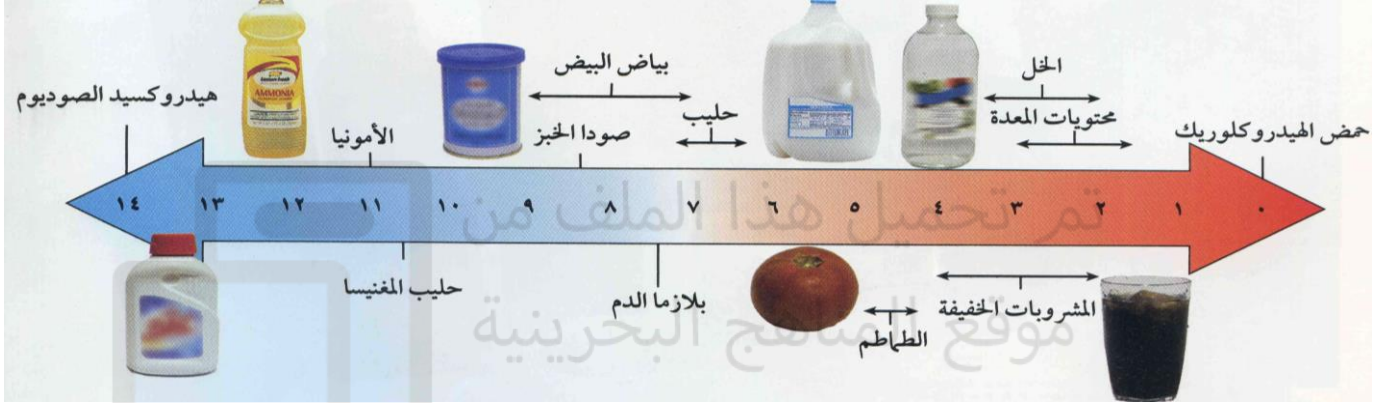 حمض الهيدروكلوريك
الخل
محتويات المعدة
حليب
بياض البيض
صودا الخبز
الأمونيا
هيدروكسيد الصوديوم
AMMONIA
٠ ١ ٢ ٣ ٤ ٥ ٦ ٧ ٨ ٩ ١٠ ١١ ١٢ ١٣ ١٤
المشروبات الخفيفة
الطماطم
بلازما الدم
حليب المغنيسا
تم تحميل هذا الملف من
موقع المناهج البحرينية